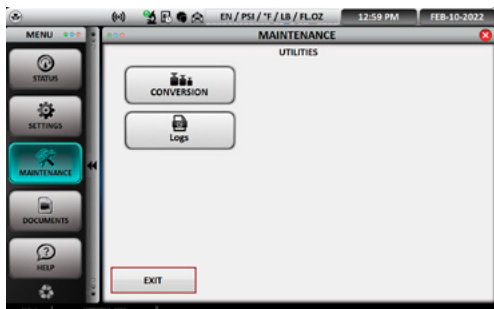 EN / PSI / °F / LB / FL.OZ 12:59 PM FEB-10-2022
MENU MAINTENANCE
UTILITIES
STATUS
CONVERSION
SETTINGS
Logs
MAINTENANCE
DOCUMENTS
HELP
EXIT